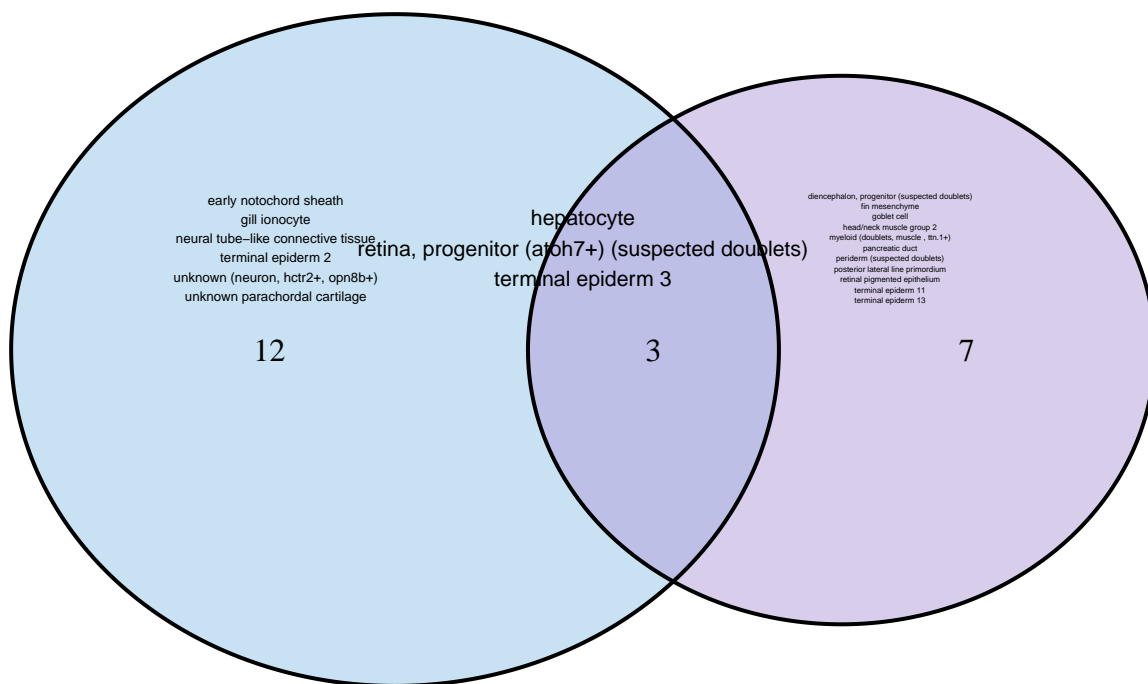 early notochord sheath
gill ionocyte
neural tube−like connective tissue
terminal epiderm 2
unknown (neuron, hctr2+, opn8b+)
unknown parachordal cartilage
12
hepatocyte
retina, progenitor (atoh7+) (suspected doublets)
terminal epiderm 3
3
diencephalon, progenitor (suspected doublets)
fin mesenchyme
goblet cell
head/neck muscle group 2
myeloid (doublets, muscle , ttn.1+)
pancreatic duct
periderm (suspected doublets)
posterior lateral line primordium
retinal pigmented epithelium
terminal epiderm 11
terminal epiderm 13
7